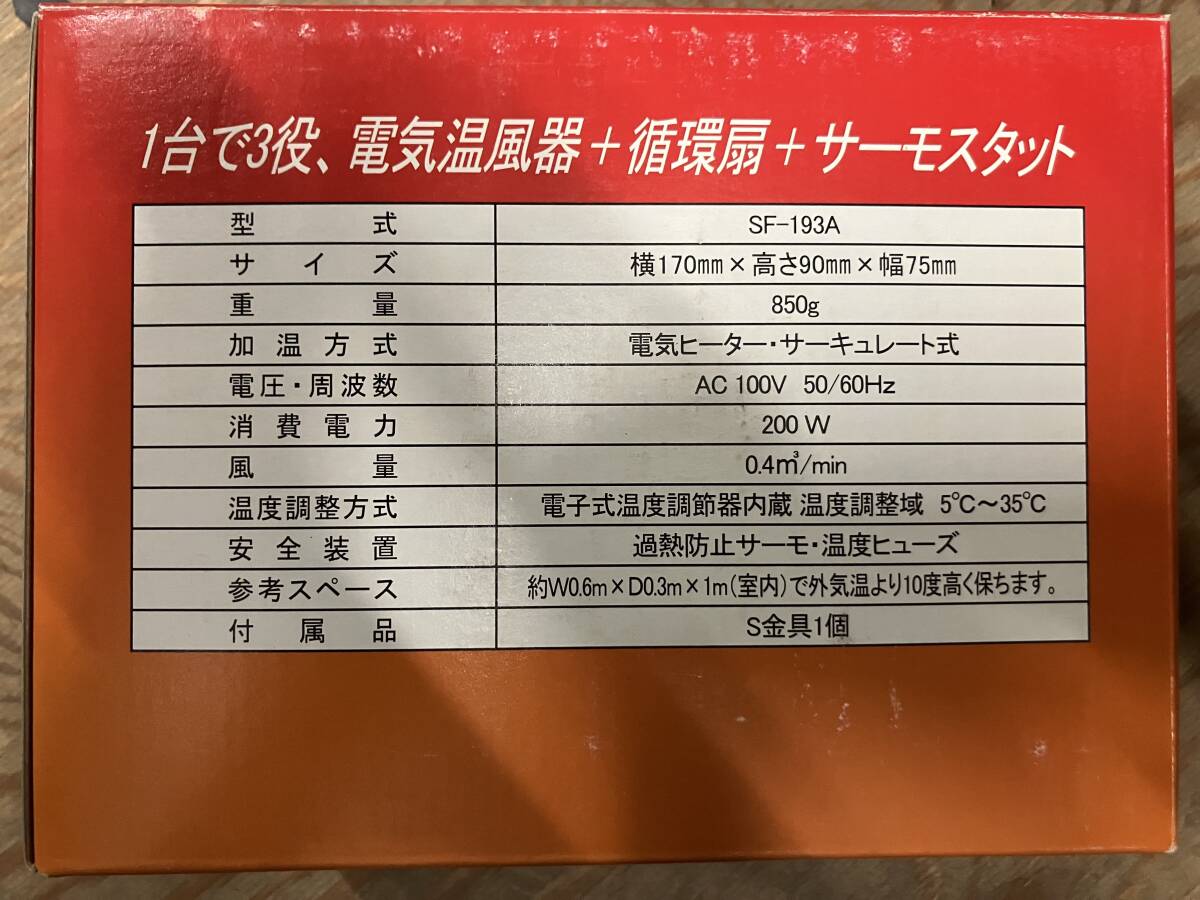 1台で3役、電気温風器＋循環扇＋サーモスタット
型式 SF-193A
サイズ 横170㎜×高さ90㎜×幅75㎜
重量 850g
加温方式 電気ヒーター・サーキュレート式
電圧・周波数 AC 100V 50/60Hz
消費電力 200 W
風量 0.4㎥/min
温度調整方式 電子式温度調節器内蔵 温度調整域 5℃～35℃
安全装置 過熱防止サーモ・温度ヒューズ
参考スペース 約W0.6m×D0.3m×1m(室内)で外気温より10度高く保ちます。
付属品 S金具1個